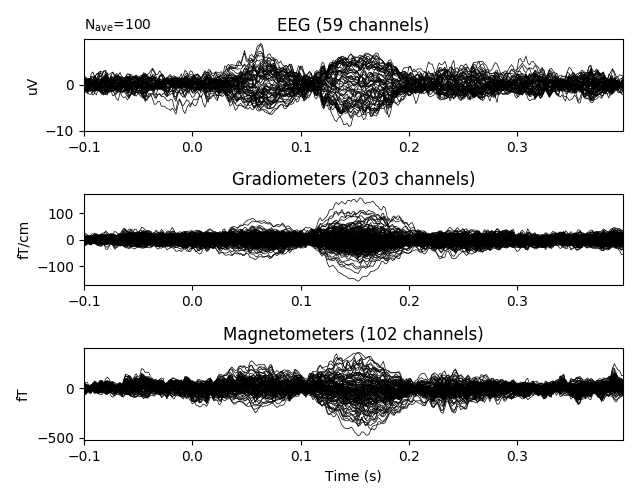 N_ave=100
EEG (59 channels)
uV
0
−10
−0.1 0.0 0.1 0.2 0.3
Gradiometers (203 channels)
fT/cm
100
0
−100
−0.1 0.0 0.1 0.2 0.3
Magnetometers (102 channels)
fT
0
−500
−0.1 0.0 0.1 0.2 0.3
Time (s)